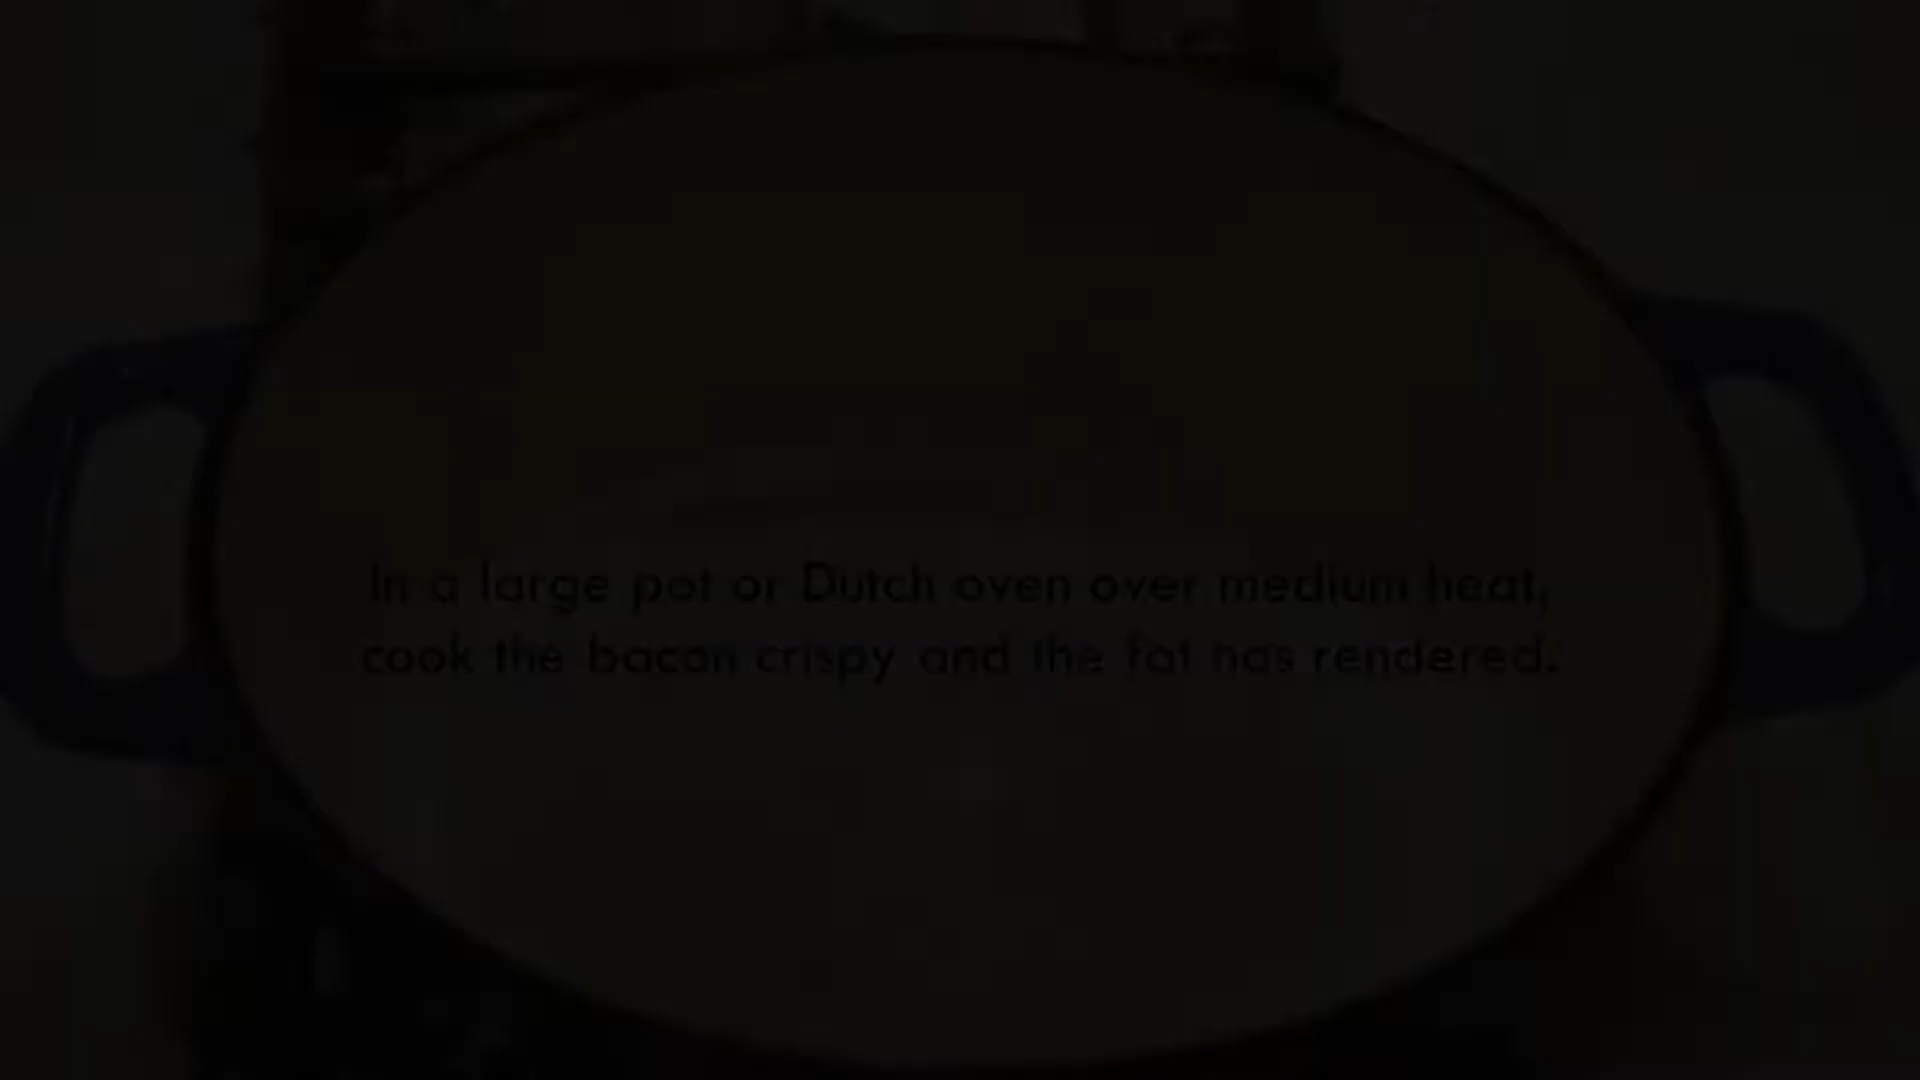 In a large pot or Dutch oven over medium heat,
cook the bacon crispy and the fat has rendered.